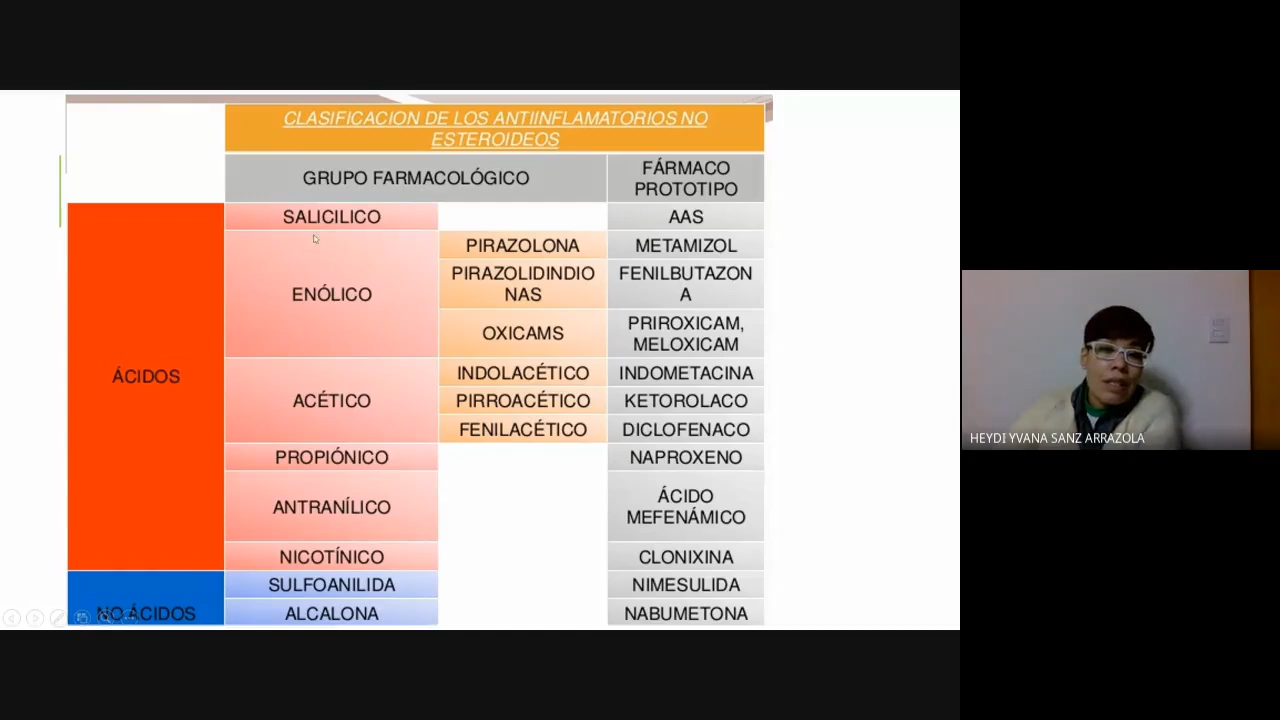 CLASIFICACION DE LOS ANTIINFLAMATORIOS NO
ESTEROIDEOS
GRUPO FARMACOLÓGICO
FÁRMACO
PROTOTIPO
ÁCIDOS
SALICILICO
AAS
ENÓLICO
PIRAZOLONA
METAMIZOL
PIRAZOLIDINDIO
NAS
FENILBUTAZON
A
OXICAMS
PRIROXICAM,
MELOXICAM
ACÉTICO
INDOLACÉTICO
INDOMETACINA
PIRROACÉTICO
KETOROLACO
FENILACÉTICO
DICLOFENACO
PROPIÓNICO
NAPROXENO
ANTRANÍLICO
ÁCIDO
MEFENÁMICO
NICOTÍNICO
CLONIXINA
NO ÁCIDOS
SULFOANILIDA
NIMESULIDA
ALCALONA
NABUMETONA
HEYDI YVANA SANZ ARRAZOLA